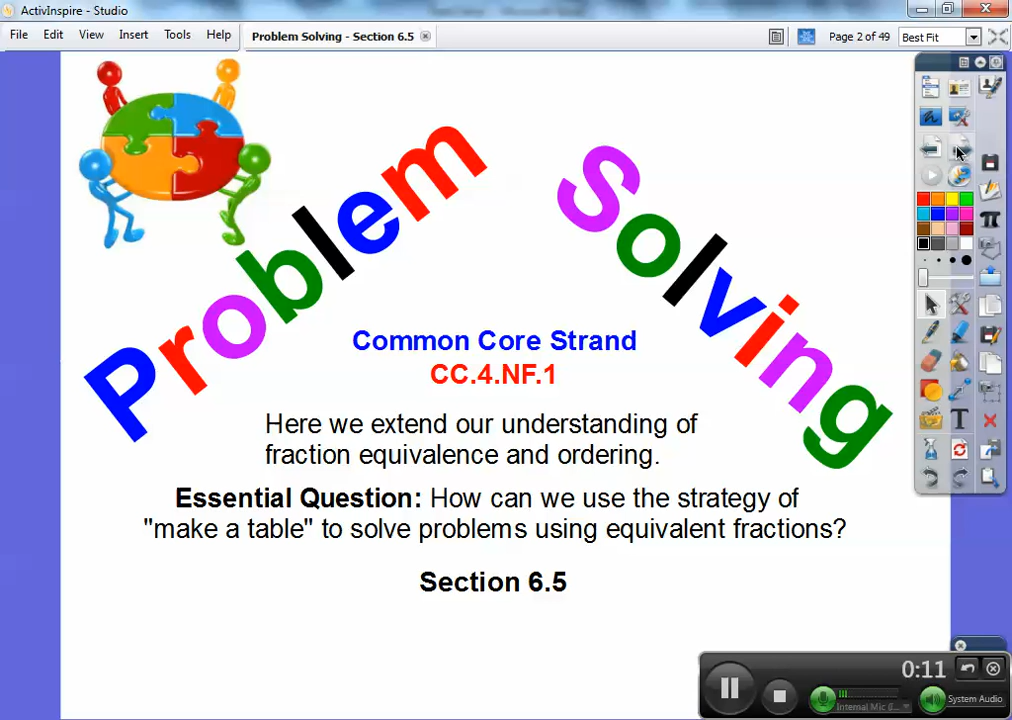 ActivInspire - Studio
File Edit View Insert Tools Help
Problem Solving - Section 6.5
Page 2 of 49
Best Fit
Problem Solving
Common Core Strand
CC.4.NF.1
Here we extend our understanding of
fraction equivalence and ordering.
Essential Question: How can we use the strategy of
"make a table" to solve problems using equivalent fractions?
Section 6.5
0:11
Internal Mic (I...
System Audio